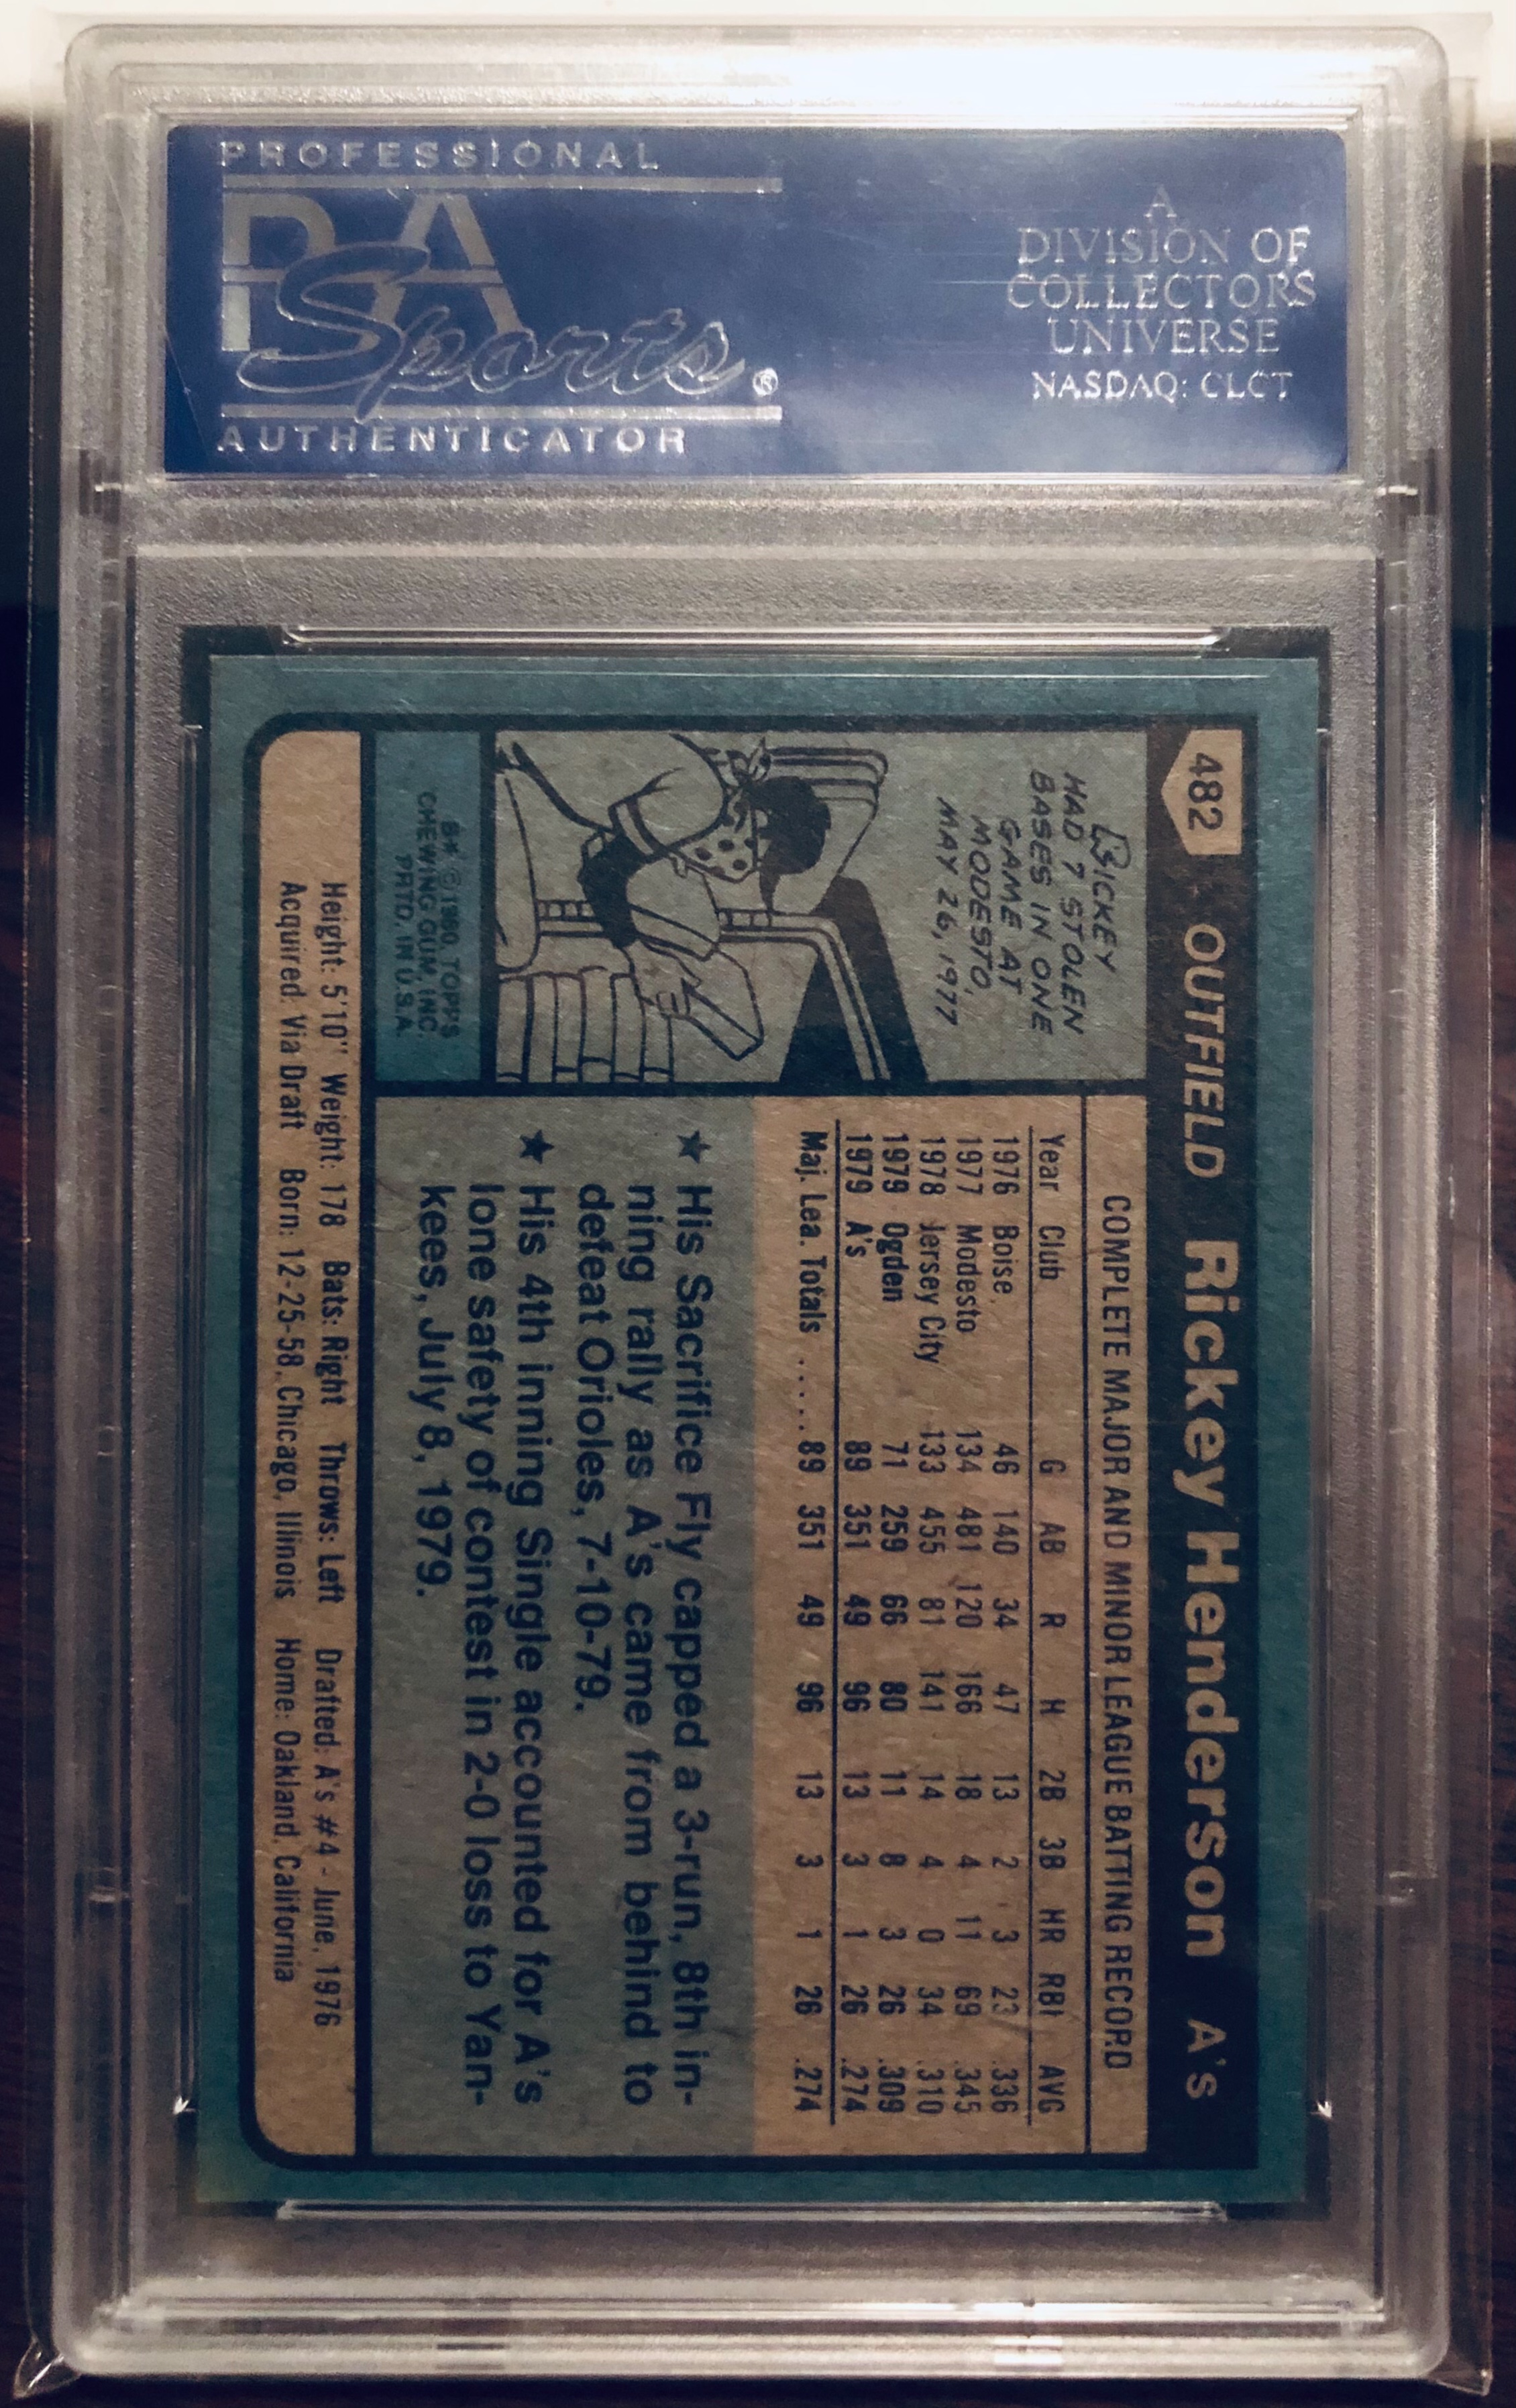 PROFESSIONAL
PSA
Sports®
AUTHENTICATOR
A
DIVISION OF
COLLECTORS
UNIVERSE
NASDAQ: CLCT
482 OUTFIELD Rickey Henderson A's
RICKEY
HAD 7 STOLEN
BASES IN ONE
GAME AT
MODESTO,
MAY 26, 1977
B* © 1980 TOPPS
CHEWING GUM, INC.
PRTD. IN U.S.A.
COMPLETE MAJOR AND MINOR LEAGUE BATTING RECORD
Year Club G AB R H 2B 3B HR RBI AVG
1976 Boise 46 140 34 47 13 2 3 23 .336
1977 Modesto 134 481 120 166 18 4 11 69 .345
1978 Jersey City 133 455 81 141 14 4 0 34 .310
1979 Ogden 71 259 66 80 11 8 3 26 .309
1979 A's 89 351 49 96 13 3 1 26 .274
Maj. Lea. Totals ......89 351 49 96 13 3 1 26 .274
★ His Sacrifice Fly capped a 3-run, 8th in-
ning rally as A's came from behind to
defeat Orioles, 7-10-79.
★ His 4th inning Single accounted for A's
lone safety of contest in 2-0 loss to Yan-
kees, July 8, 1979.
Height: 5'10" Weight: 178 Bats: Right Throws: Left Drafted: A's #4 - June, 1976
Acquired: Via Draft Born: 12-25-58, Chicago, Illinois Home: Oakland, California